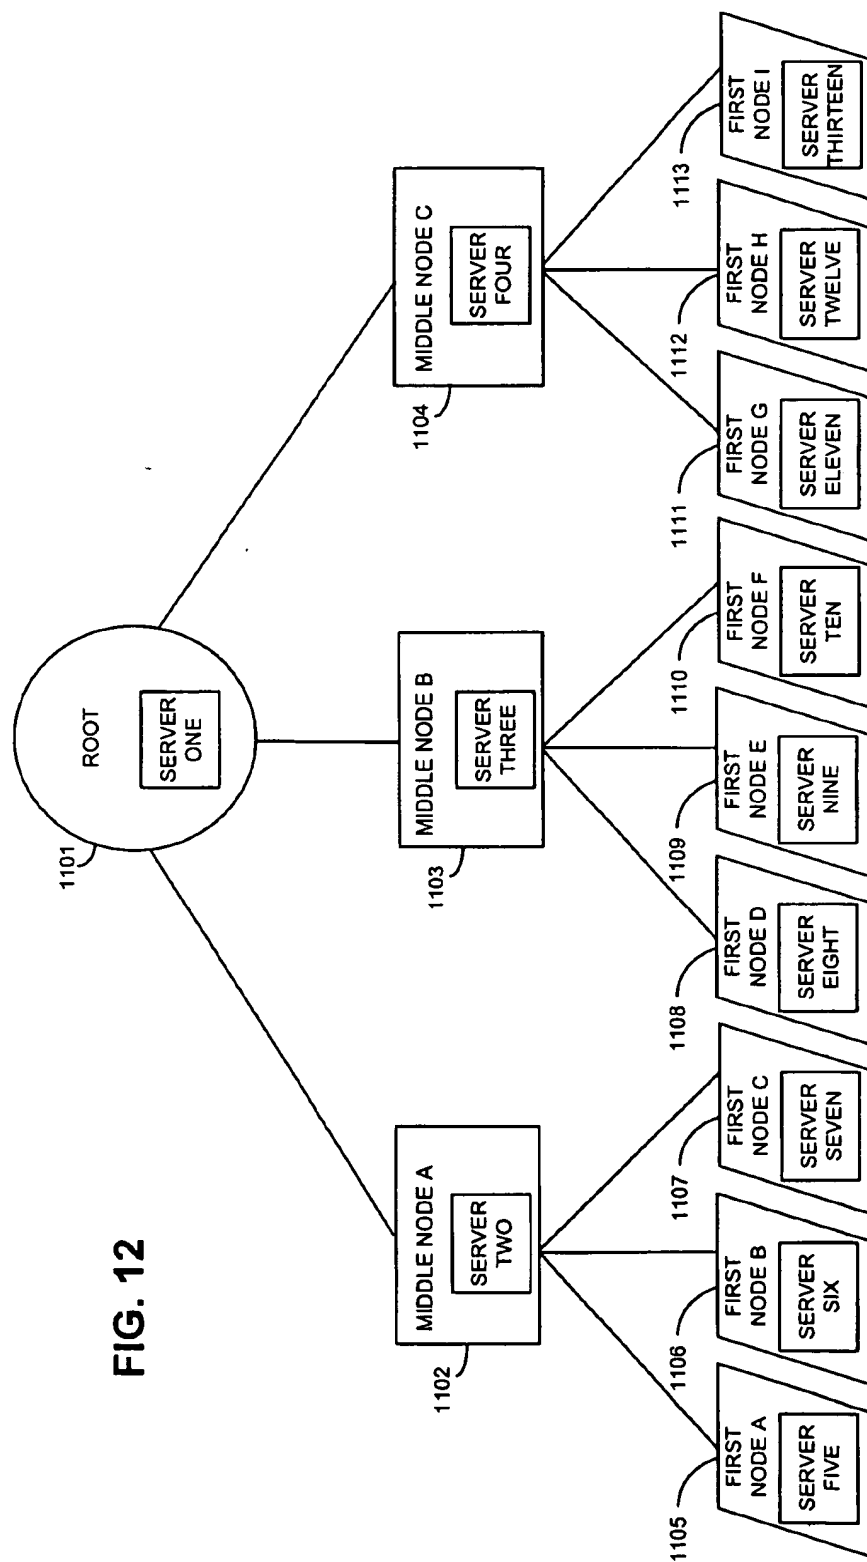 FIG. 12
1101
ROOT
SERVER
ONE
1102
MIDDLE NODE A
SERVER
TWO
1103
MIDDLE NODE B
SERVER
THREE
1104
MIDDLE NODE C
SERVER
FOUR
1105
FIRST
NODE A
SERVER
FIVE
1106
FIRST
NODE B
SERVER
SIX
1107
FIRST
NODE C
SERVER
SEVEN
1108
FIRST
NODE D
SERVER
EIGHT
1109
FIRST
NODE E
SERVER
NINE
1110
FIRST
NODE F
SERVER
TEN
1111
FIRST
NODE G
SERVER
ELEVEN
1112
FIRST
NODE H
SERVER
TWELVE
1113
FIRST
NODE I
SERVER
THIRTEEN